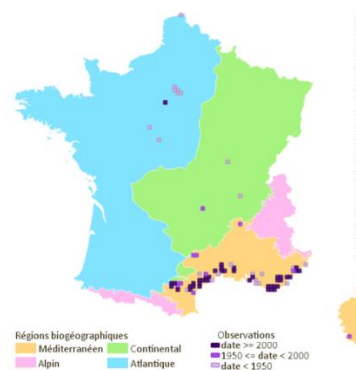 Régions biogéographiques
Méditerranéen
Continental
Alpin
Atlantique
Observations
date >= 2000
1950 <= date < 2000
date < 1950